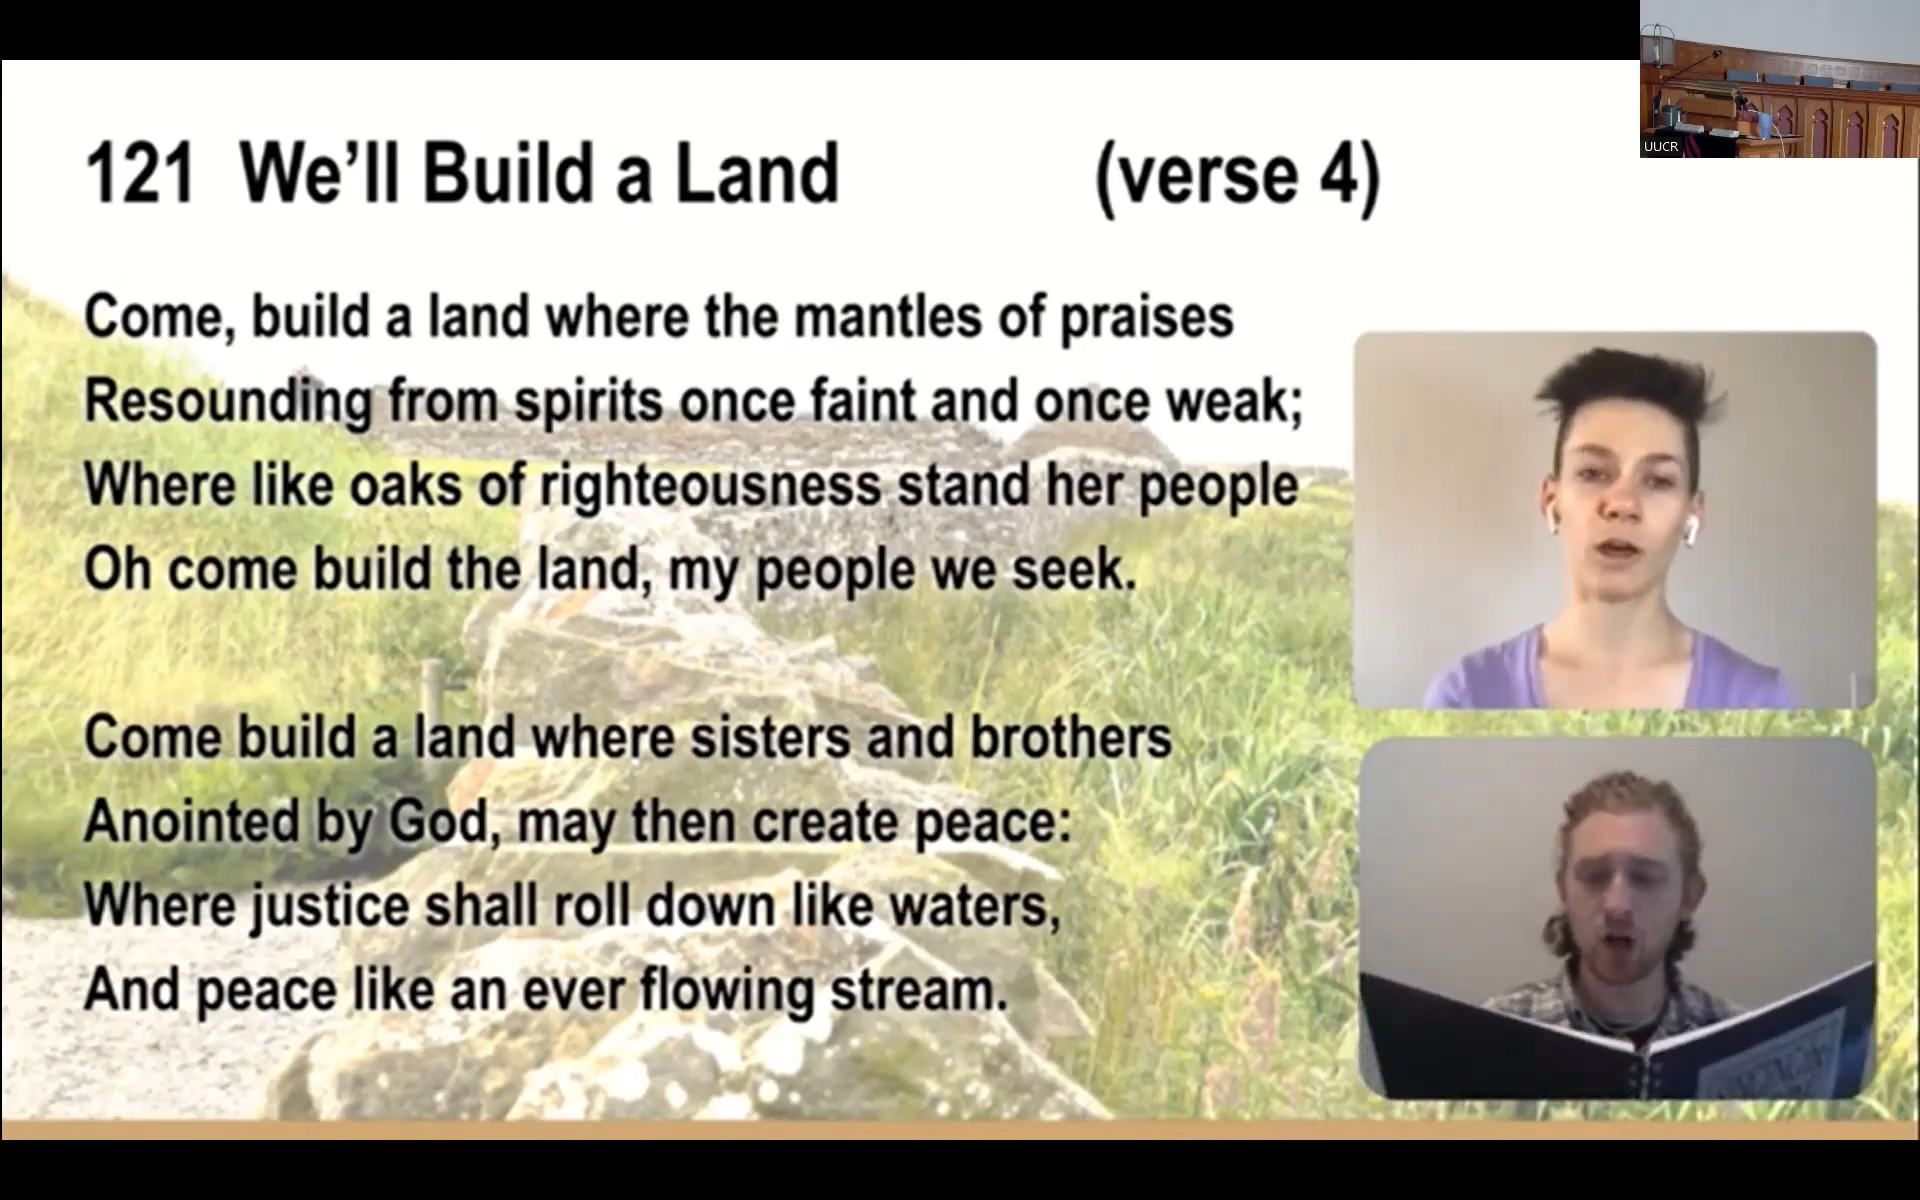 121 We’ll Build a Land (verse 4)
UUCR
Come, build a land where the mantles of praises
Resounding from spirits once faint and once weak;
Where like oaks of righteousness stand her people
Oh come build the land, my people we seek.
Come build a land where sisters and brothers
Anointed by God, may then create peace:
Where justice shall roll down like waters,
And peace like an ever flowing stream.